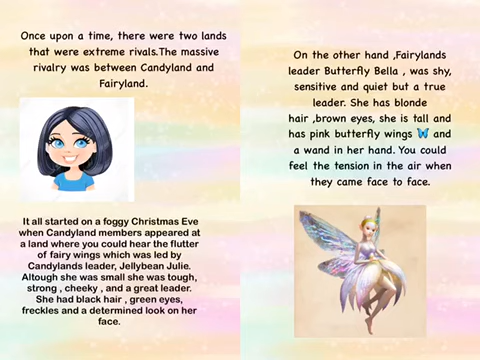 Once upon a time, there were two lands
that were extreme rivals.The massive
rivalry was between Candyland and
Fairyland.
It all started on a foggy Christmas Eve
when Candyland members appeared at
a land where you could hear the flutter
of fairy wings which was led by
Candylands leader, Jellybean Julie.
Altough she was small she was tough,
strong , cheeky , and a great leader.
She had black hair , green eyes,
freckles and a determined look on her
face.
On the other hand ,Fairylands
leader Butterfly Bella , was shy,
sensitive and quiet but a true
leader. She has blonde
hair ,brown eyes, she is tall and
has pink butterfly wings 🦋 and
a wand in her hand. You could
feel the tension in the air when
they came face to face.